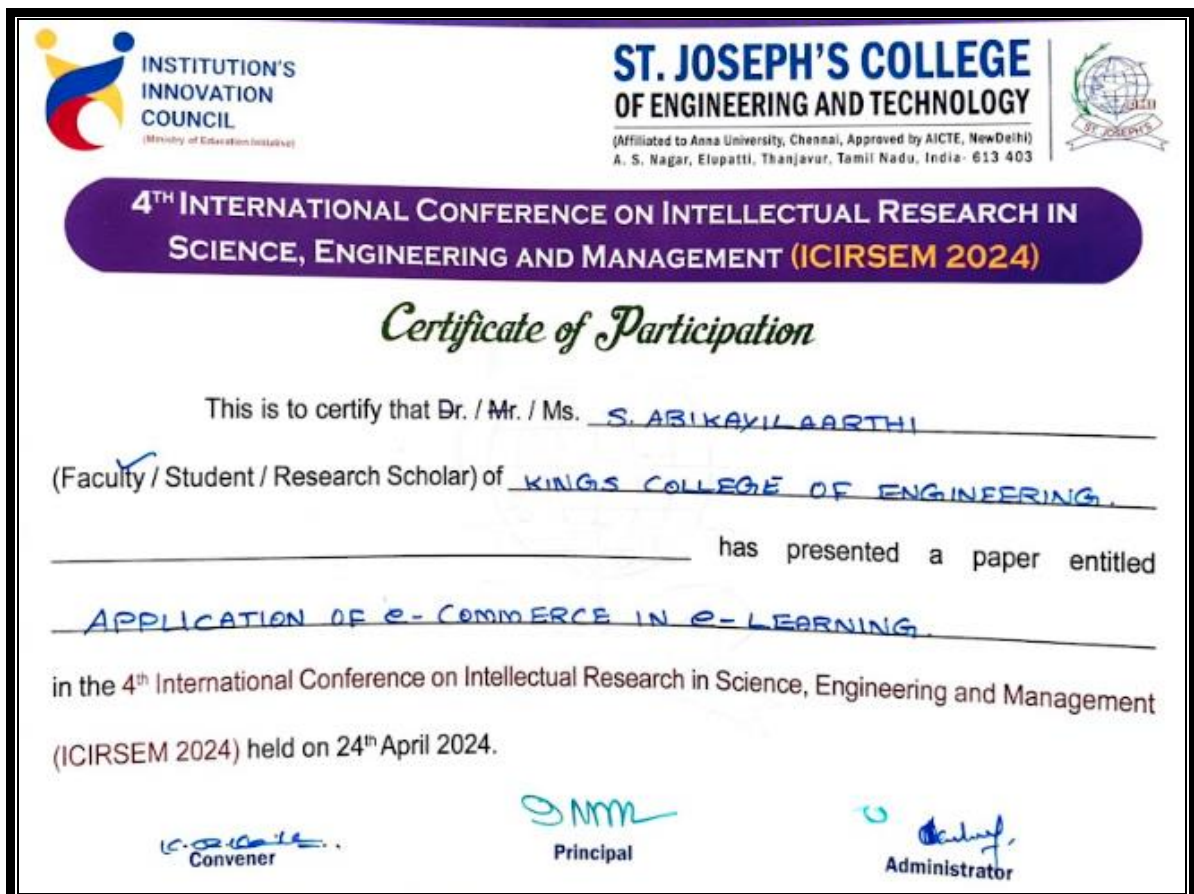 INSTITUTION'S
INNOVATION
COUNCIL
(Ministry of Education Initiative)
ST. JOSEPH'S COLLEGE
OF ENGINEERING AND TECHNOLOGY
(Affiliated to Anna University, Chennai, Approved by AICTE, NewDelhi)
A. S. Nagar, Elupatti, Thanjavur, Tamil Nadu, India- 613 403
ST. JOSEPH'S
4TH INTERNATIONAL CONFERENCE ON INTELLECTUAL RESEARCH IN
SCIENCE, ENGINEERING AND MANAGEMENT (ICIRSEM 2024)
Certificate of Participation
This is to certify that Dr. / Mr. / Ms. S. ABIKAYILAARTHI
(Faculty / Student / Research Scholar) of KINGS COLLEGE OF ENGINEERING.
has presented a paper entitled
APPLICATION OF e-COMMERCE IN e-LEARNING.
in the 4th International Conference on Intellectual Research in Science, Engineering and Management
(ICIRSEM 2024) held on 24th April 2024.
Convener
Principal
Administrator